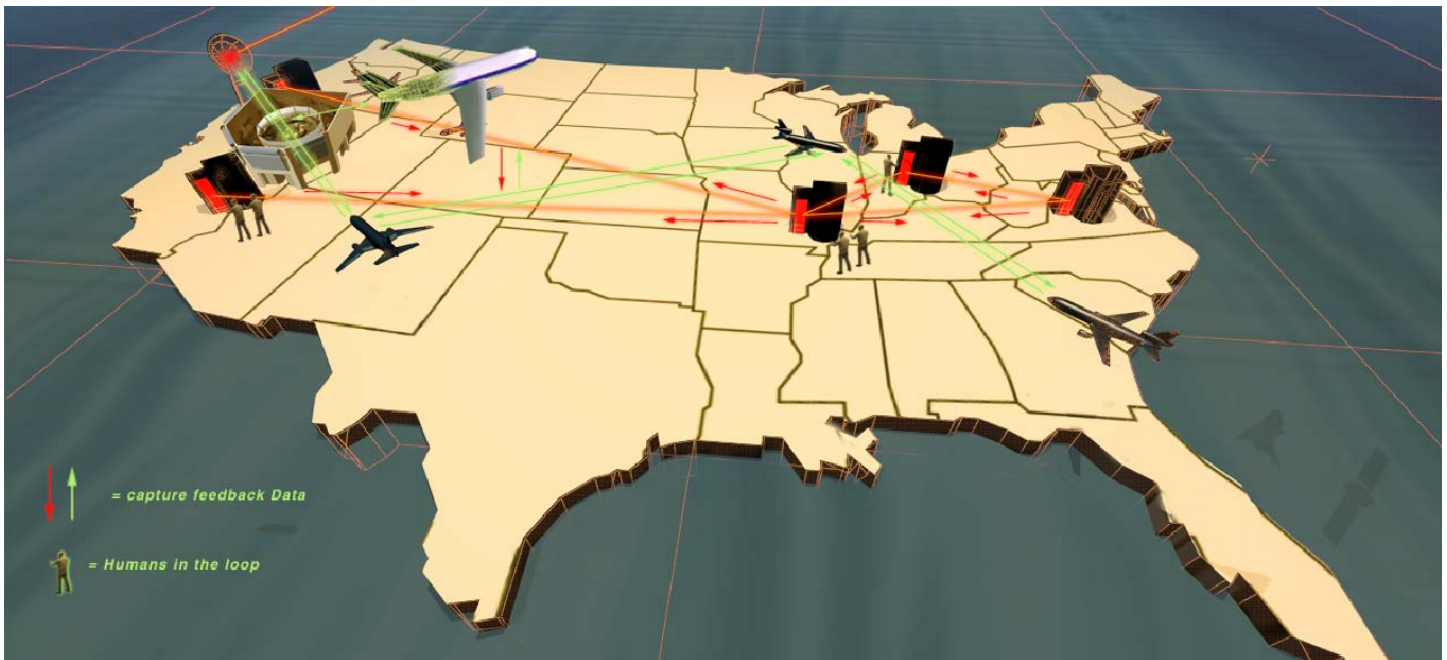 = capture feedback Data
= Humans in the loop